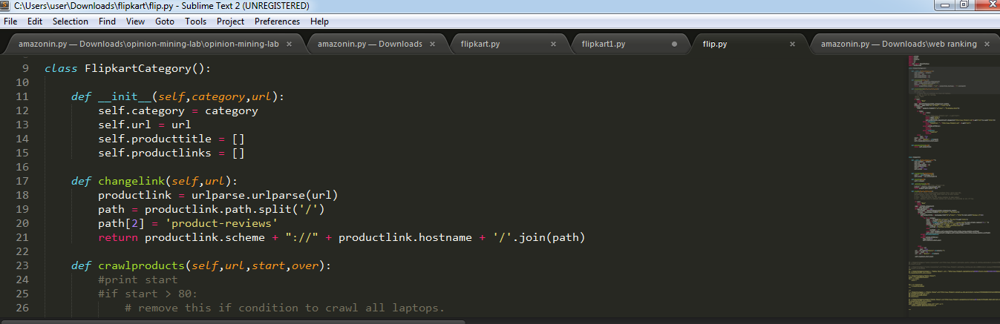 C:\Users\user\Downloads\flipkart\flip.py - Sublime Text 2 (UNREGISTERED)
File Edit Selection Find View Goto Tools Project Preferences Help
amazonin.py — Downloads\opinion-mining-lab\opinion-mining-lab × amazonin.py — Downloads × flipkart.py × flipkart1.py flip.py × amazonin.py — Downloads\web ranking ×
9 class FlipkartCategory():
10
11 def __init__(self,category,url):
12 self.category = category
13 self.url = url
14 self.producttitle = []
15 self.productlinks = []
16
17 def changelink(self,url):
18 productlink = urlparse.urlparse(url)
19 path = productlink.path.split('/')
20 path[2] = 'product-reviews'
21 return productlink.scheme + "://" + productlink.hostname + '/'.join(path)
22
23 def crawlproducts(self,url,start,over):
24 #print start
25 #if start > 80:
26 # remove this if condition to crawl all laptops.